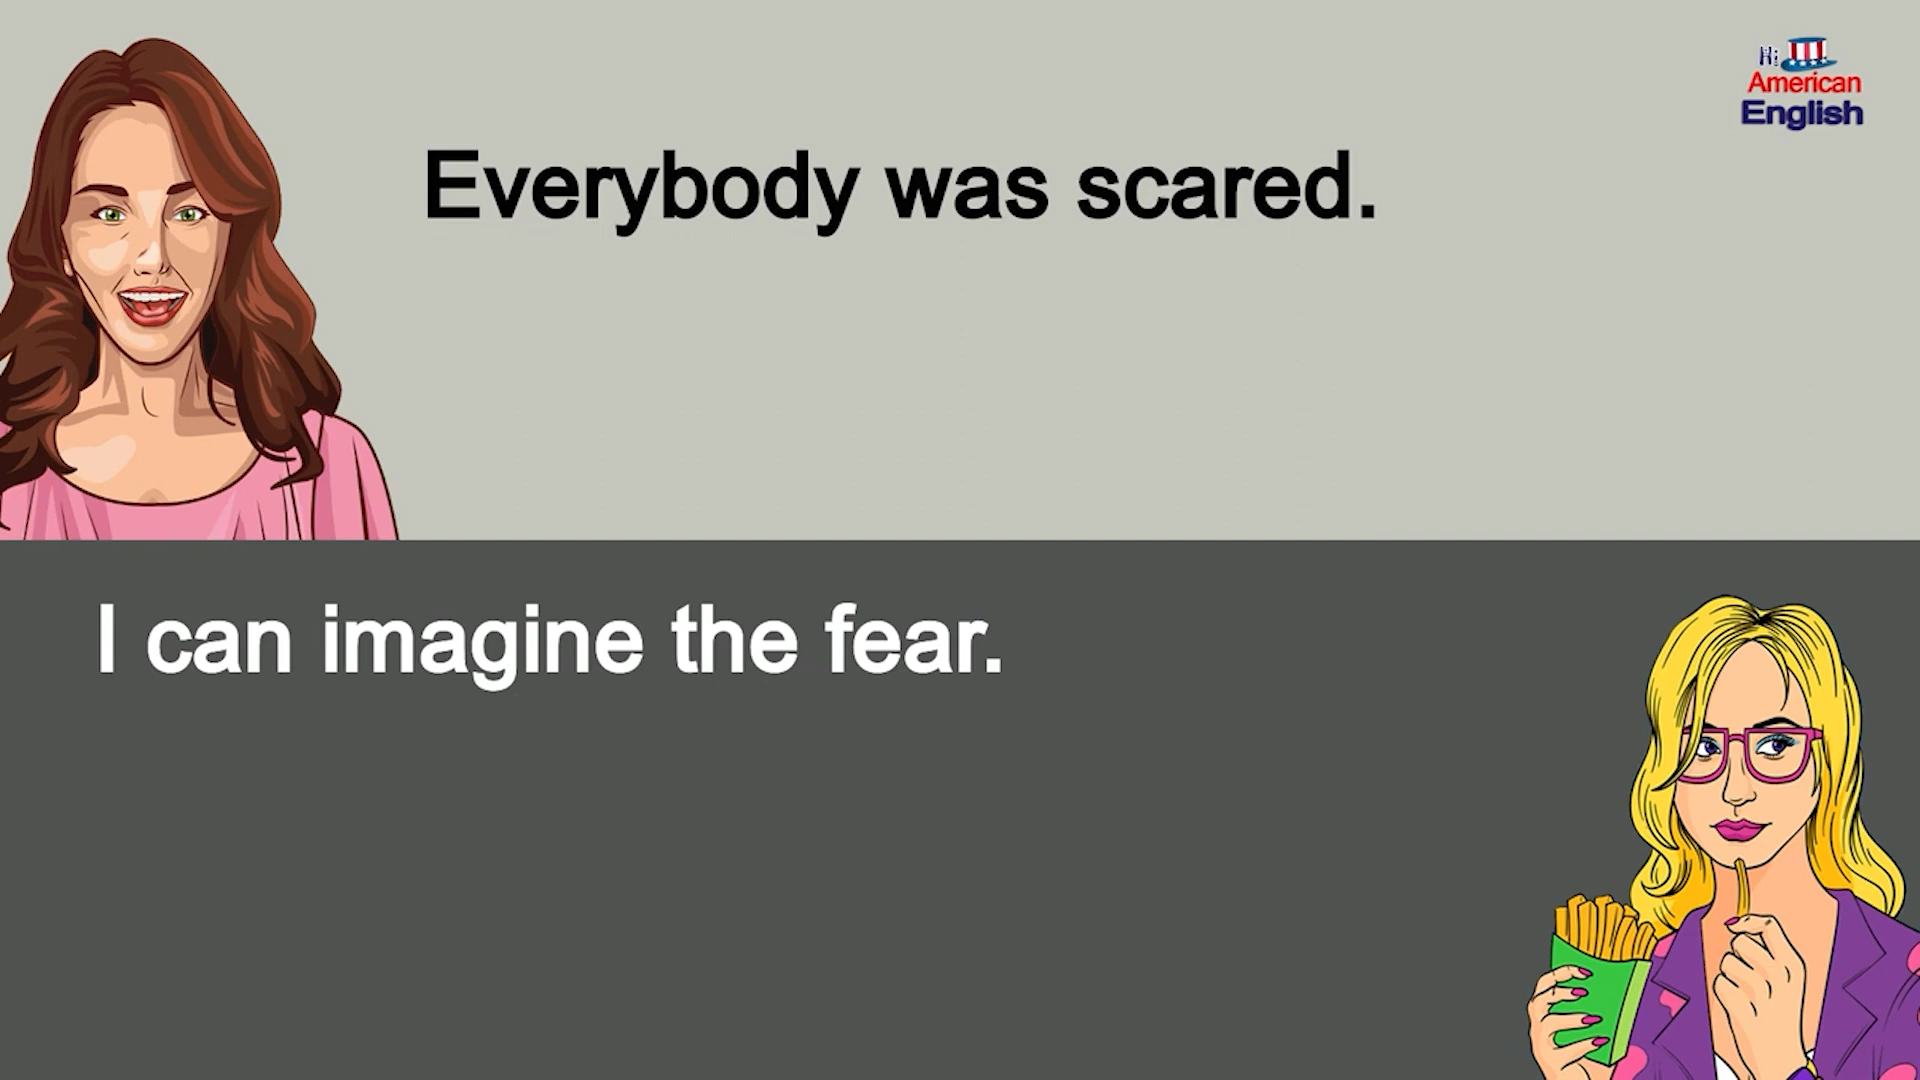 Hi
American
English
Everybody was scared.
I can imagine the fear.